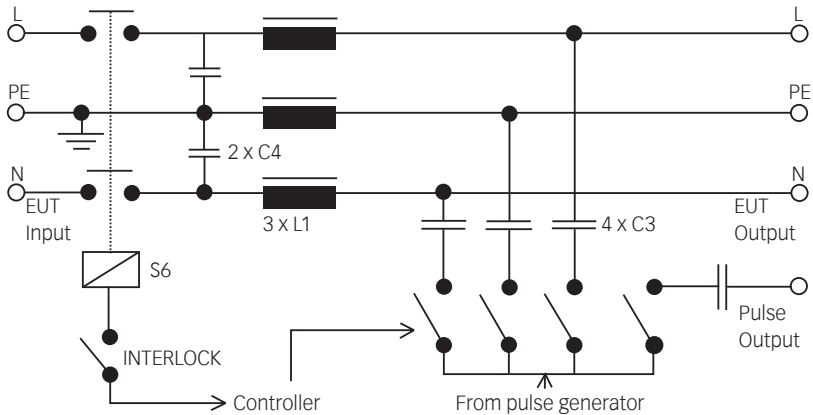 L
L
PE
PE
2 x C4
N
N
EUT
Input
3 x L1
4 x C3
EUT
Output
S6
Pulse
Output
INTERLOCK
Controller
From pulse generator